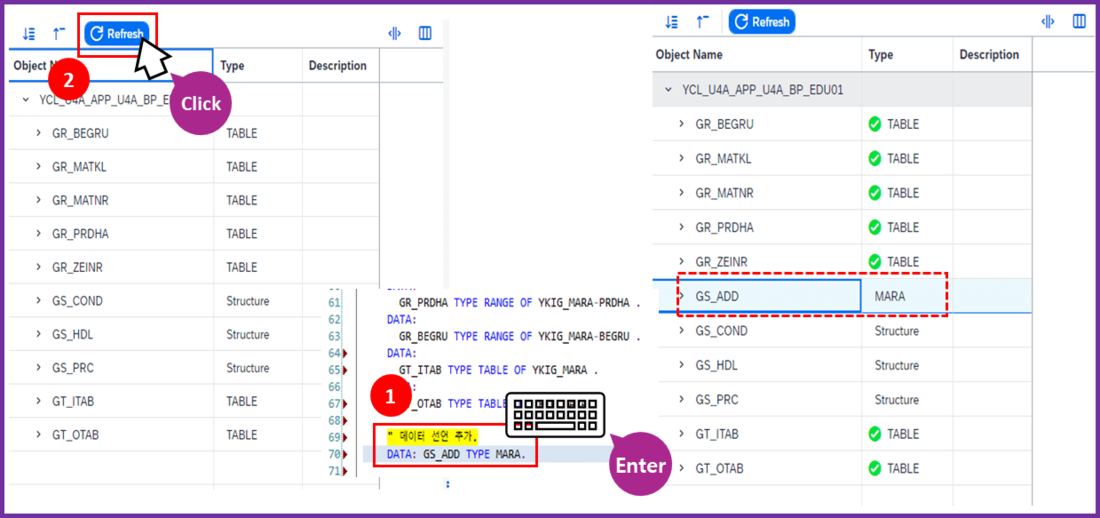 Refresh
Object N Type Description
2
Click
YCL_U4A_APP_U4A_BP_E
GR_BEGRU TABLE
GR_MATKL TABLE
GR_MATNR TABLE
GR_PRDHA TABLE
GR_ZEINR TABLE
GS_COND Structure
GS_HDL Structure
GS_PRC Structure
GT_ITAB TABLE
GT_OTAB TABLE
61 GR_PRDHA TYPE RANGE OF YKIG_MARA-PRDHA .
62 DATA:
63 GR_BEGRU TYPE RANGE OF YKIG_MARA-BEGRU .
64 DATA:
65 GT_ITAB TYPE TABLE OF YKIG_MARA .
66
67 _OTAB TYPE TABLE
68
69 " 데이터 선언 추가.
70 DATA: GS_ADD TYPE MARA.
71
1
Enter
Refresh
Object Name Type Description
YCL_U4A_APP_U4A_BP_EDU01
GR_BEGRU TABLE
GR_MATKL TABLE
GR_MATNR TABLE
GR_PRDHA TABLE
GR_ZEINR TABLE
GS_ADD MARA
GS_COND Structure
GS_HDL Structure
GS_PRC Structure
GT_ITAB TABLE
GT_OTAB TABLE